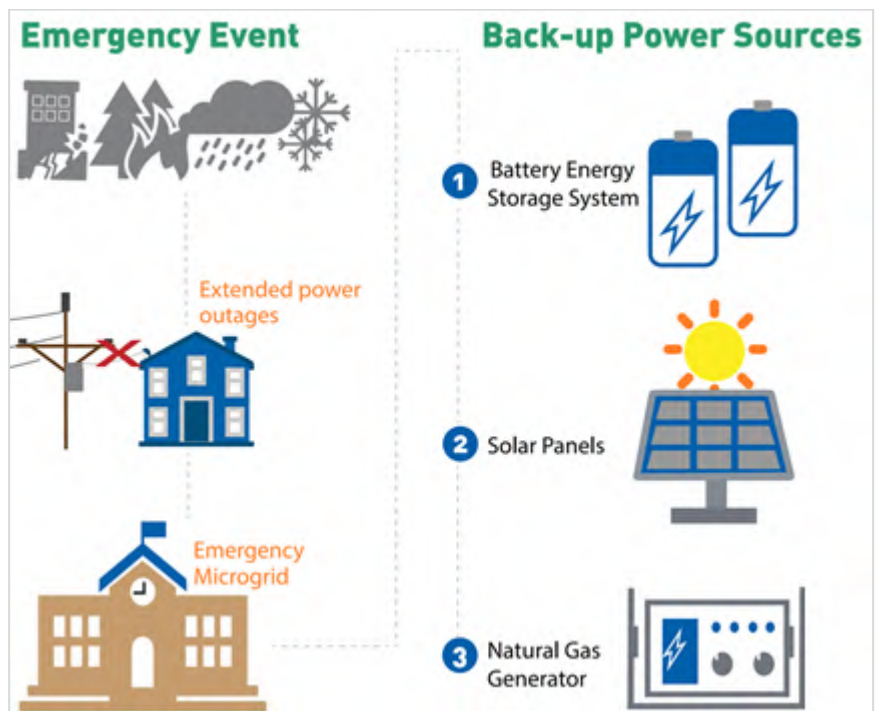 Emergency Event
Extended power
outages
Emergency
Microgrid
Back-up Power Sources
1 Battery Energy
Storage System
2 Solar Panels
3 Natural Gas
Generator